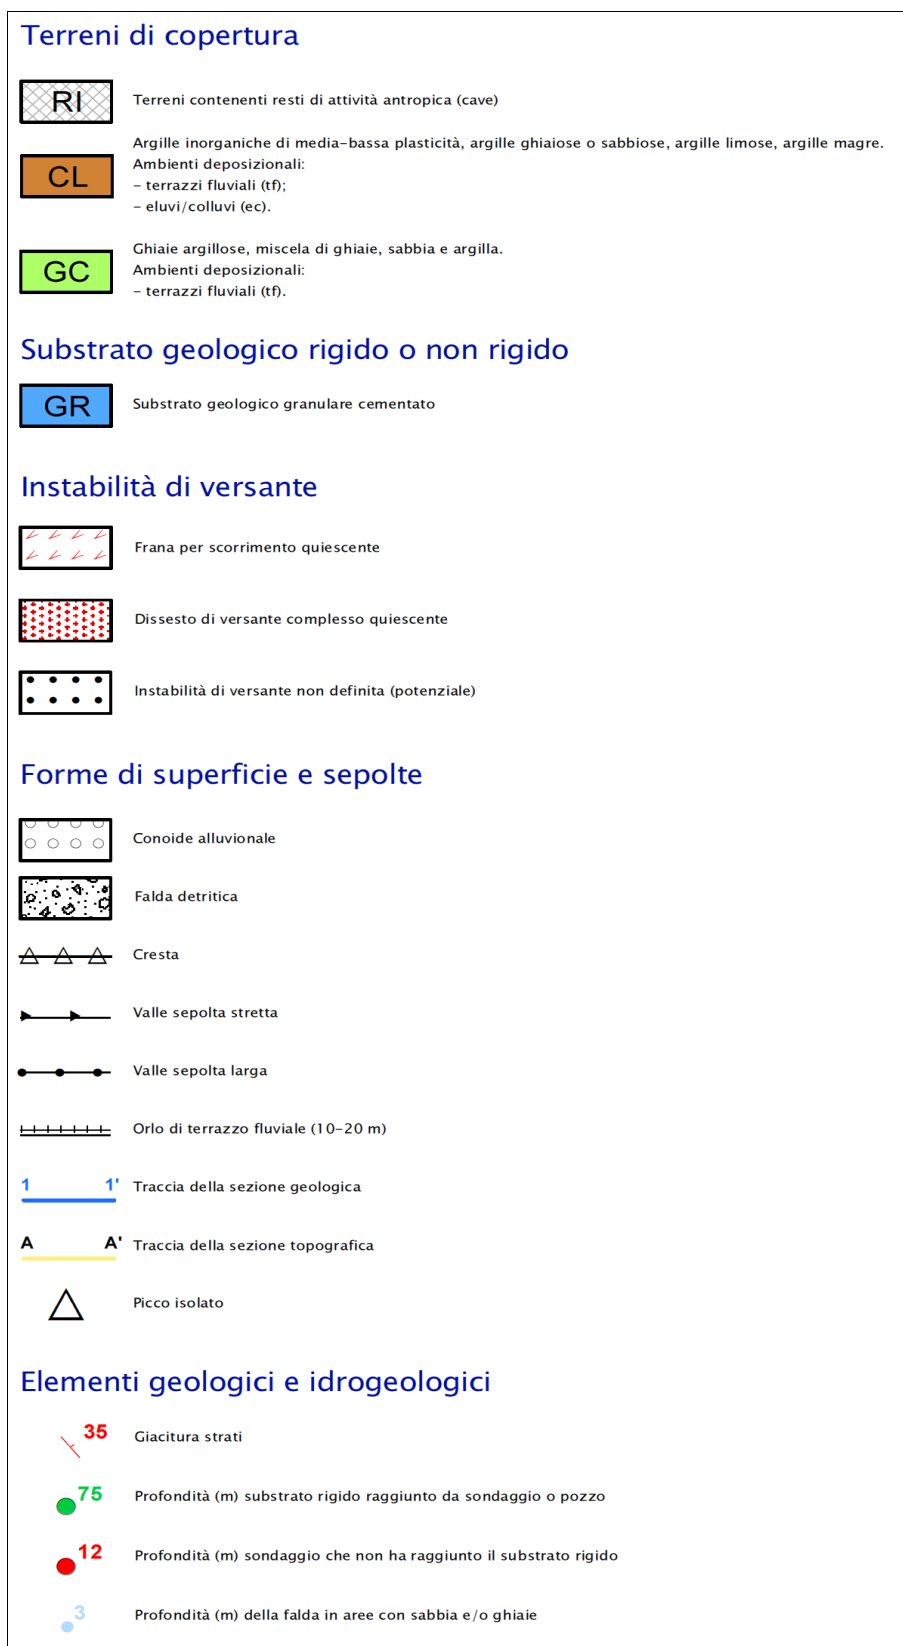 Terreni di copertura
RI
Terreni contenenti resti di attività antropica (cave)
CL
Argille inorganiche di media-bassa plasticità, argille ghiaiose o sabbiose, argille limose, argille magre.
Ambienti deposizionali:
- terrazzi fluviali (tf);
- eluvi/colluvi (ec).
GC
Ghiaie argillose, miscela di ghiaie, sabbia e argilla.
Ambienti deposizionali:
- terrazzi fluviali (tf).
Substrato geologico rigido o non rigido
GR
Substrato geologico granulare cementato
Instabilità di versante
Frana per scorrimento quiescente
Dissesto di versante complesso quiescente
Instabilità di versante non definita (potenziale)
Forme di superficie e sepolte
Conoide alluvionale
Falda detritica
Cresta
Valle sepolta stretta
Valle sepolta larga
Orlo di terrazzo fluviale (10-20 m)
1 1' Traccia della sezione geologica
A A' Traccia della sezione topografica
Picco isolato
Elementi geologici e idrogeologici
35 Giacitura strati
75 Profondità (m) substrato rigido raggiunto da sondaggio o pozzo
12 Profondità (m) sondaggio che non ha raggiunto il substrato rigido
3 Profondità (m) della falda in aree con sabbia e/o ghiaie